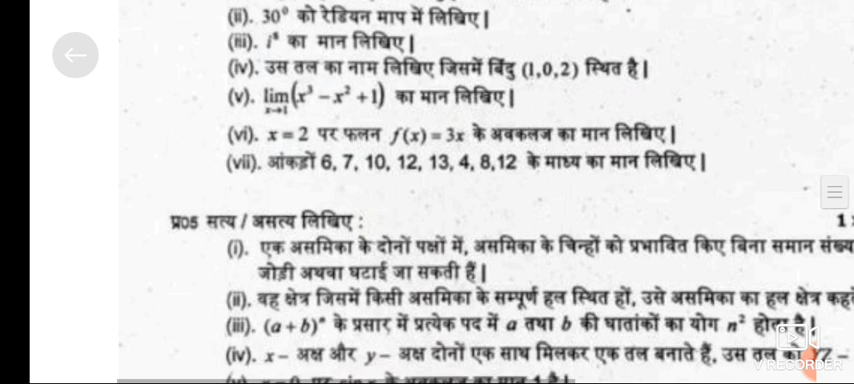 (ii). 30° को रेडियन माप में लिखिए |
(iii). i⁸ का मान लिखिए |
(iv). उस तल का नाम लिखिए जिसमें बिंदु (1,0,2) स्थित है |
(v). lim x→1 (x³ − x² + 1) का मान लिखिए |
(vi). x = 2 पर फलन f(x) = 3x के अवकलज का मान लिखिए |
(vii). आंकड़ों 6, 7, 10, 12, 13, 4, 8,12 के माध्य का मान लिखिए |
प्र05 सत्य / असत्य लिखिए : 1
(i). एक असमिका के दोनों पक्षों में, असमिका के चिन्हों को प्रभावित किए बिना समान
जोड़ी अथवा घटाई जा सकती हैं |
(ii). वह क्षेत्र जिसमें किसी असमिका के सम्पूर्ण हल स्थित हों, उसे असमिका का हल क्षेत्र
(iii). (a + b)ⁿ के प्रसार में प्रत्येक पद में a तथा b की घातांकों का योग n² होता है |
(iv). x − अक्ष और y − अक्ष दोनों एक साथ मिलकर एक तल बनाते हैं, उस तल को
V RECORDER